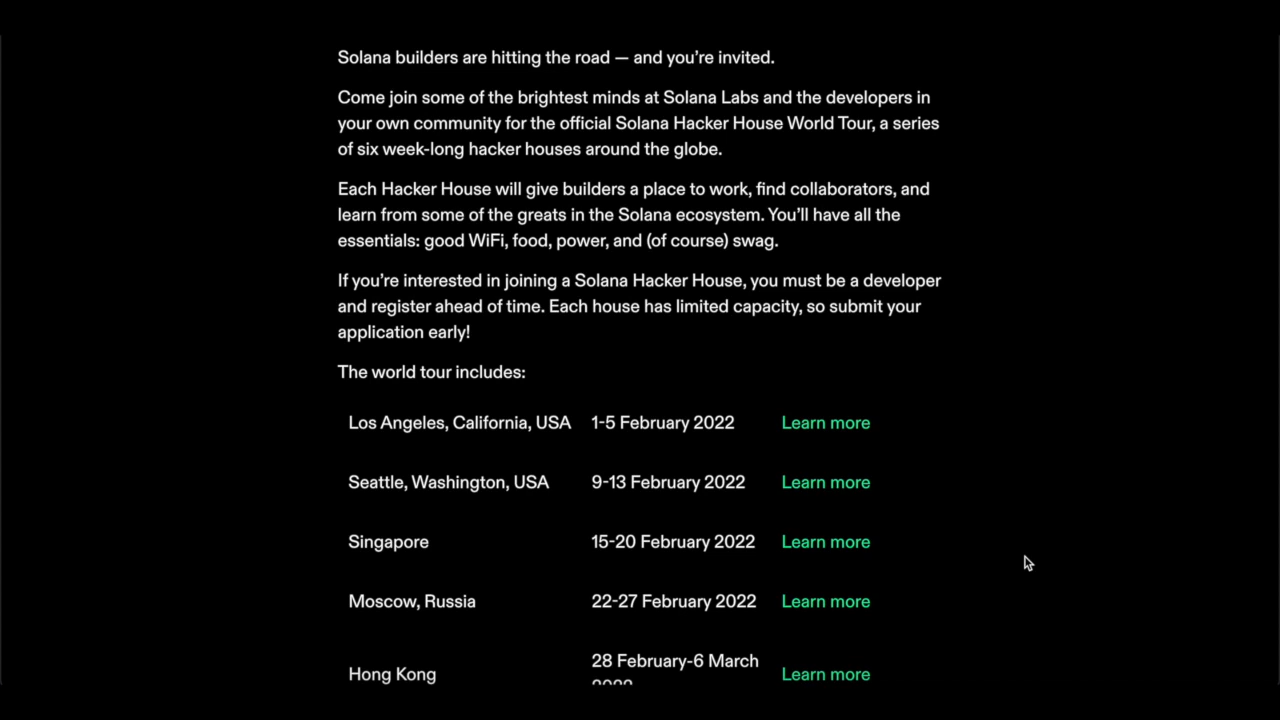 Solana builders are hitting the road — and you’re invited.
Come join some of the brightest minds at Solana Labs and the developers in
your own community for the official Solana Hacker House World Tour, a series
of six week-long hacker houses around the globe.
Each Hacker House will give builders a place to work, find collaborators, and
learn from some of the greats in the Solana ecosystem. You’ll have all the
essentials: good WiFi, food, power, and (of course) swag.
If you’re interested in joining a Solana Hacker House, you must be a developer
and register ahead of time. Each house has limited capacity, so submit your
application early!
The world tour includes:
Los Angeles, California, USA 1-5 February 2022 Learn more
Seattle, Washington, USA 9-13 February 2022 Learn more
Singapore 15-20 February 2022 Learn more
Moscow, Russia 22-27 February 2022 Learn more
Hong Kong 28 February-6 March Learn more